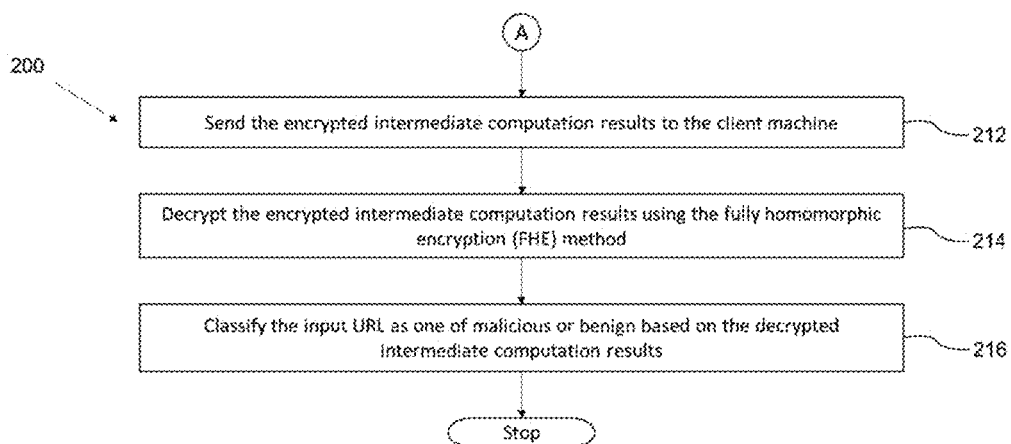 A
200
Send the encrypted intermediate computation results to the client machine
212
Decrypt the encrypted intermediate computation results using the fully homomorphic
encryption (FHE) method
214
Classify the input URL as one of malicious or benign based on the decrypted
intermediate computation results
216
Stop